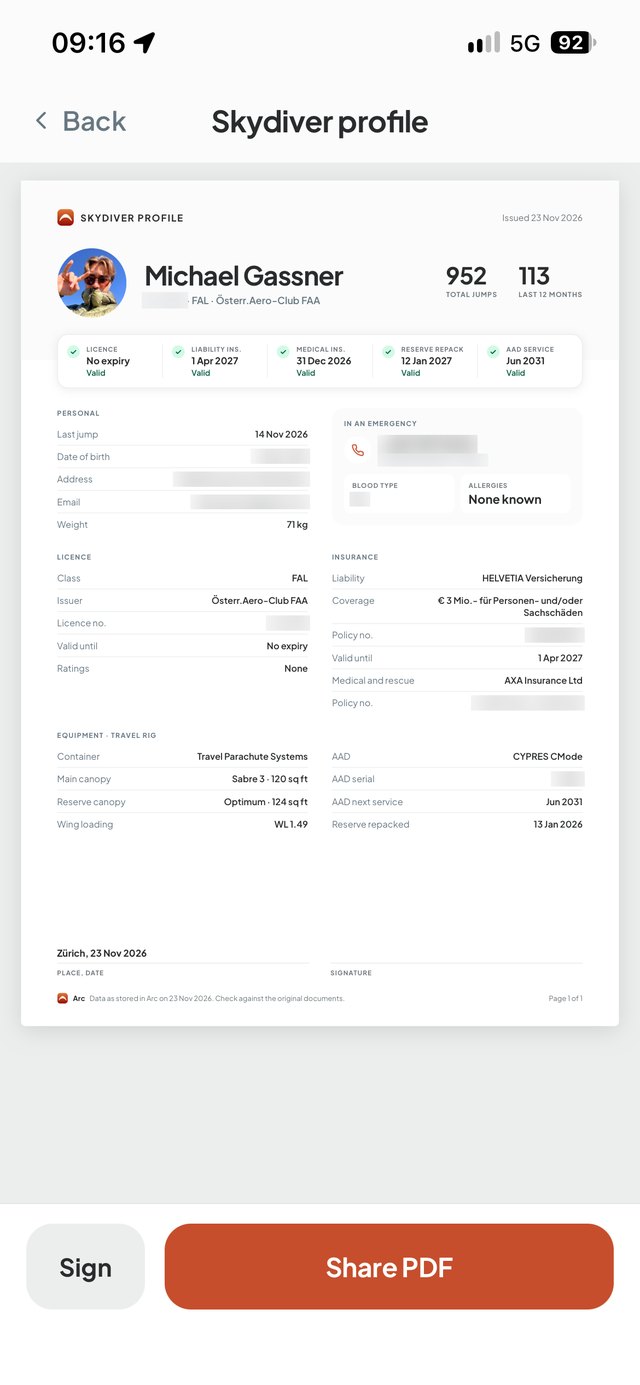 09:16
5G
92
Back
Skydiver profile
SKYDIVER PROFILE
Issued 23 Nov 2026
Michael Gassner
· FAL · Österr.Aero-Club FAA
952
TOTAL JUMPS
113
LAST 12 MONTHS
LICENCE
No expiry
Valid
LIABILITY INS.
1 Apr 2027
Valid
MEDICAL INS.
31 Dec 2026
Valid
RESERVE REPACK
12 Jan 2027
Valid
AAD SERVICE
Jun 2031
Valid
PERSONAL
Last jump 14 Nov 2026
Date of birth
Address
Email
Weight 71 kg
IN AN EMERGENCY
BLOOD TYPE
ALLERGIES
None known
LICENCE
Class FAL
Issuer Österr.Aero-Club FAA
Licence no.
Valid until No expiry
Ratings None
INSURANCE
Liability HELVETIA Versicherung
Coverage € 3 Mio.- für Personen- und/oder
Sachschäden
Policy no.
Valid until 1 Apr 2027
Medical and rescue AXA Insurance Ltd
Policy no.
EQUIPMENT · TRAVEL RIG
Container Travel Parachute Systems
Main canopy Sabre 3 · 120 sq ft
Reserve canopy Optimum · 124 sq ft
Wing loading WL 1.49
AAD CYPRES CMode
AAD serial
AAD next service Jun 2031
Reserve repacked 13 Jan 2026
Zürich, 23 Nov 2026
PLACE, DATE
SIGNATURE
Arc Data as stored in Arc on 23 Nov 2026. Check against the original documents.
Page 1 of 1
Sign
Share PDF